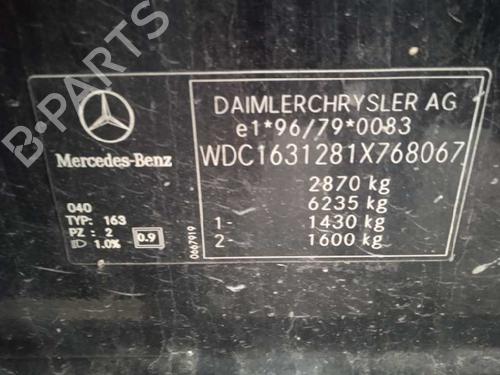 B-PARTS
DAIMLERCHRYSLER AG
e1*96/79*0083
WDC1631281X768067
2870 kg
6235 kg
1- 1430 kg
2- 1600 kg
Mercedes-Benz
040
TYP: 163
PZ : 2
1.0% 0.9
0667919